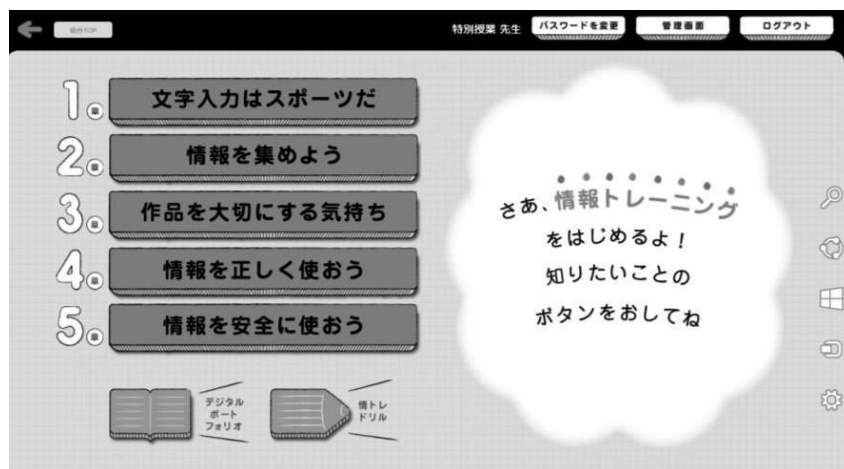 特別授業 先生
パスワードを変更
管理画面
ログアウト
1章 文字入力はスポーツだ
2章 情報を集めよう
3章 作品を大切にする気持ち
4章 情報を正しく使おう
5章 情報を安全に使おう
デジタル
ポート
フォリオ
情トレ
ドリル
さあ、情報トレーニング
をはじめるよ！
知りたいことの
ボタンをおしてね